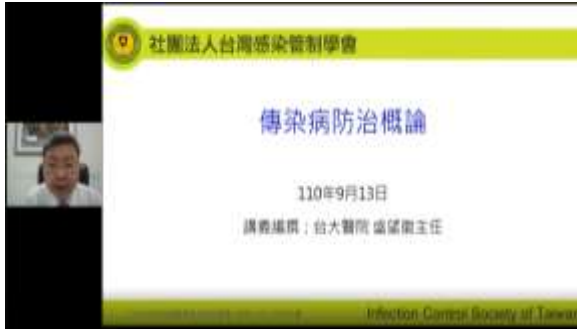 社團法人台灣感染管制學會
傳染病防治概論
110年9月13日
講義編撰：台大醫院 盛望徽主任
Infection Control Society of Taiwan